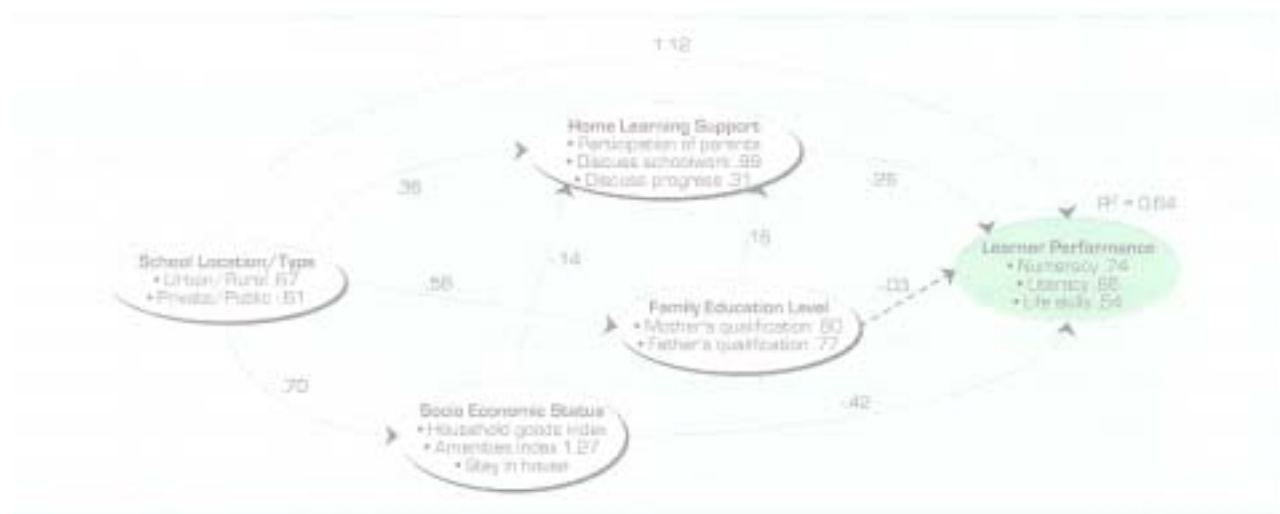 1.12
Home Learning Support
• Participation of parents
• Discuss schoolwork .99
• Discuss progress .31
.36
.26
R² = 0.64
School Location/Type
• Urban/Rural .67
• Private/Public .61
.14
.15
.56
Learner Performance
• Numeracy .74
• Literacy .66
• Life skills .54
-.03
Family Education Level
• Mother's qualification .80
• Father's qualification .77
.70
-.42
Socio Economic Status
• Household goods index
• Amenities index 1.27
• Stay in house